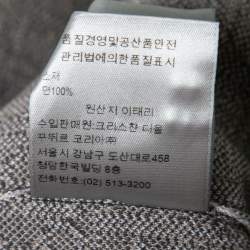 품질경영및공산품안전
관리법에의한품질표시
소재
면100%
원산지 이태리
수입판매원:크리스챤 디올
꾸뛰르 코리아㈜
서울시 강남구 도산대로458
청담한국빌딩 8층
전화번호:(02) 513-3200